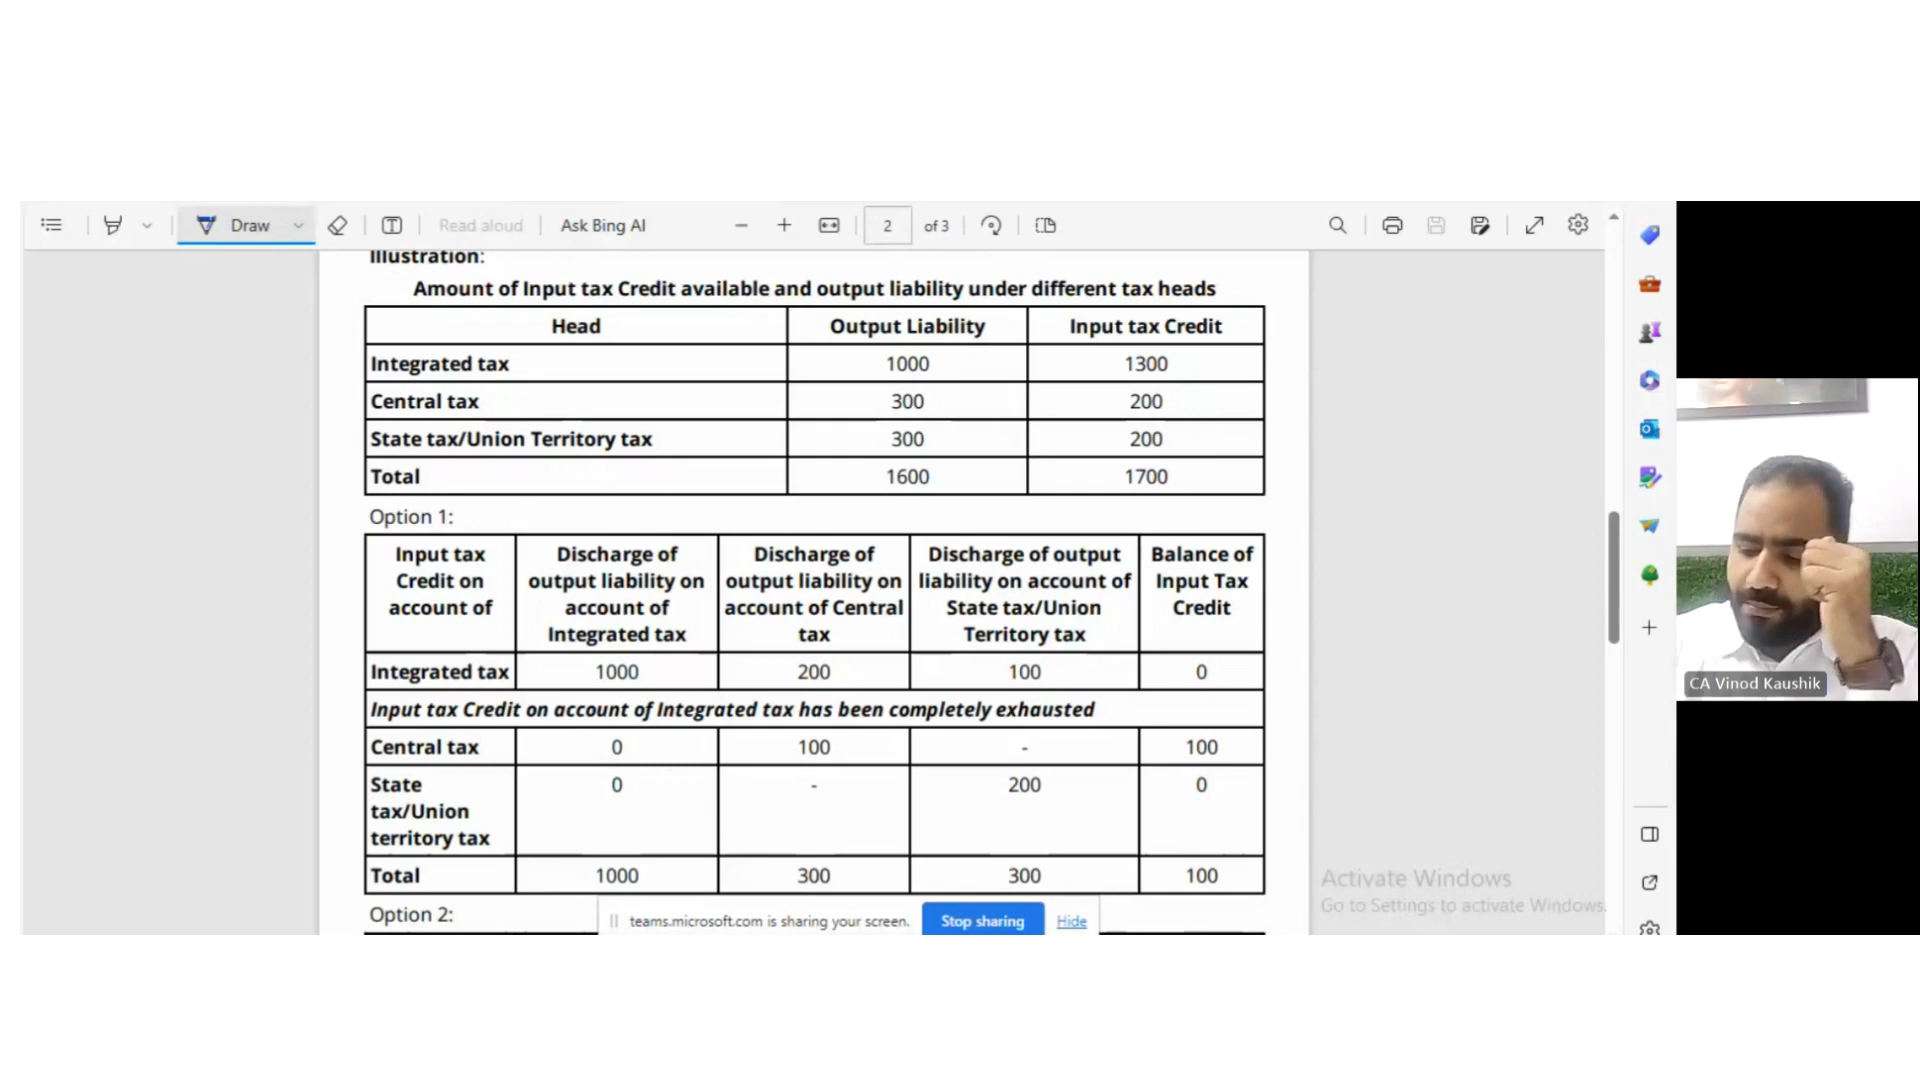 Draw
Read aloud
Ask Bing AI
2
of 3
Illustration:
Amount of Input tax Credit available and output liability under different tax heads
Head Output Liability Input tax Credit
Integrated tax 1000 1300
Central tax 300 200
State tax/Union Territory tax 300 200
Total 1600 1700
Option 1:
Input tax Credit on account of
Discharge of output liability on account of Integrated tax
Discharge of output liability on account of Central tax
Discharge of output liability on account of State tax/Union Territory tax
Balance of Input Tax Credit
Integrated tax 1000 200 100 0
Input tax Credit on account of Integrated tax has been completely exhausted
Central tax 0 100 - 100
State tax/Union territory tax 0 - 200 0
Total 1000 300 300 100
Option 2:
teams.microsoft.com is sharing your screen.
Stop sharing
Hide
Activate Windows
Go to Settings to activate Windows.
CA Vinod Kaushik